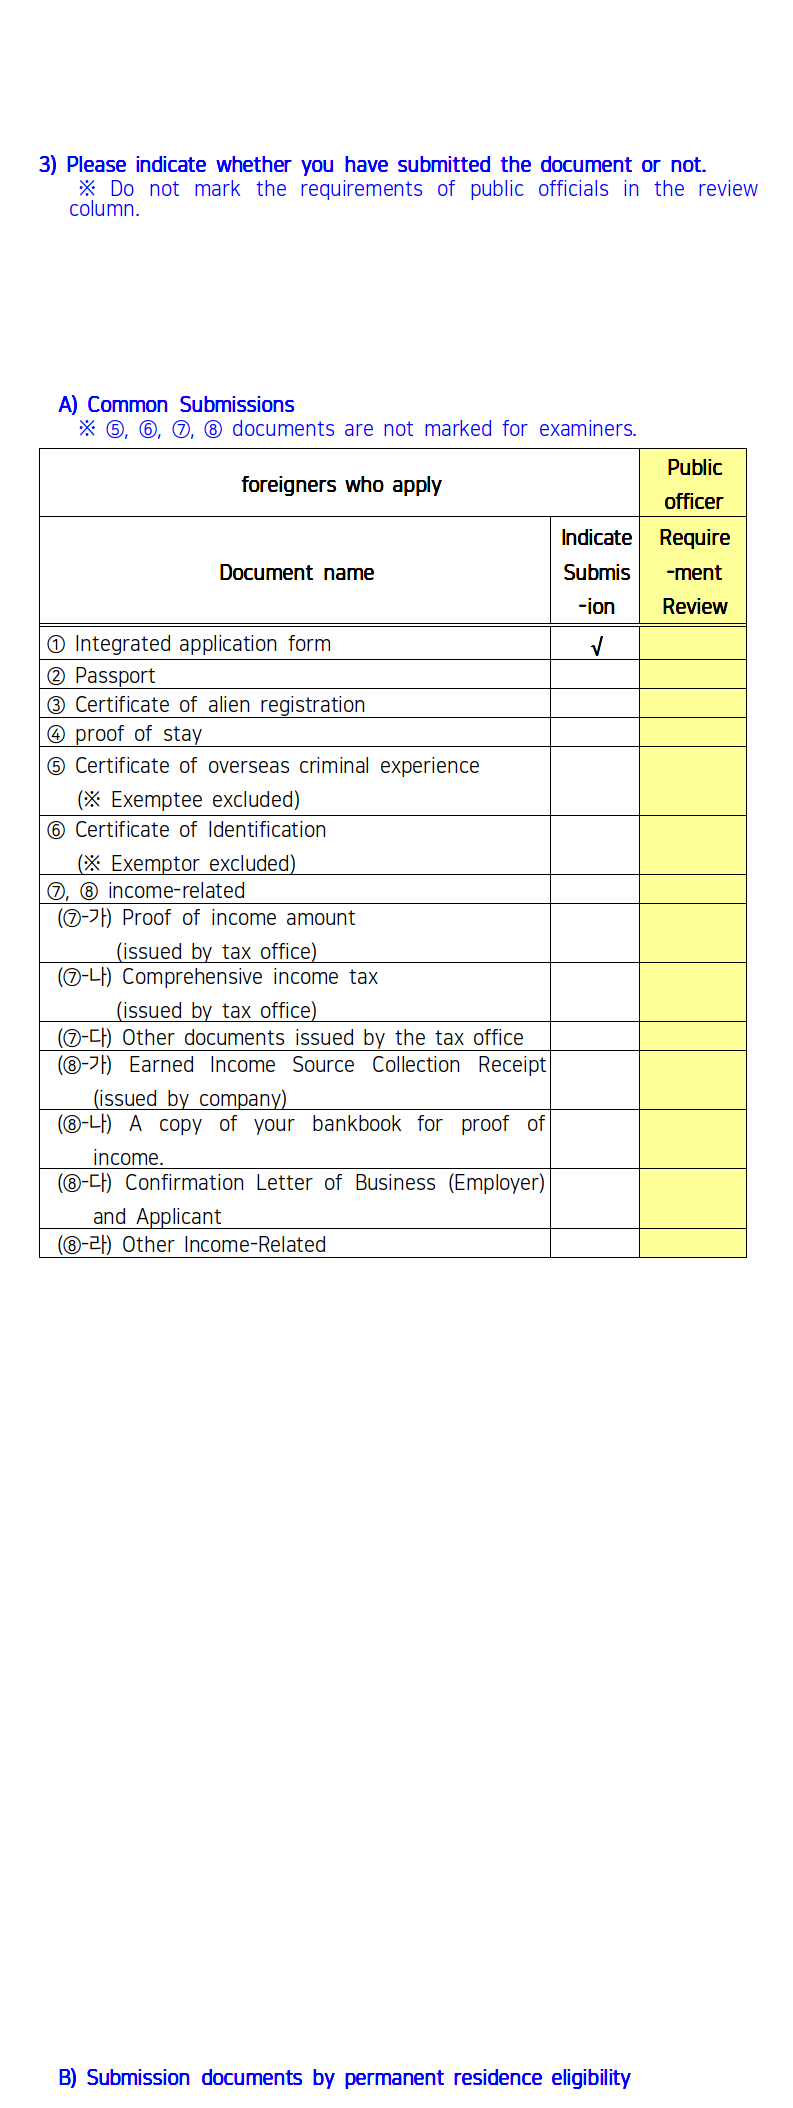 3) Please indicate whether you have submitted the document or not.
※ Do not mark the requirements of public officials in the review
column.
A) Common Submissions
※ ⑤, ⑥, ⑦, ⑧ documents are not marked for examiners.
foreigners who apply
Public
officer
Document name
Indicate
Submis
-ion
Require
-ment
Review
① Integrated application form √
② Passport
③ Certificate of alien registration
④ proof of stay
⑤ Certificate of overseas criminal experience
(※ Exemptee excluded)
⑥ Certificate of Identification
(※ Exemptor excluded)
⑦, ⑧ income-related
(⑦-가) Proof of income amount
(issued by tax office)
(⑦-나) Comprehensive income tax
(issued by tax office)
(⑦-다) Other documents issued by the tax office
(⑧-가) Earned Income Source Collection Receipt
(issued by company)
(⑧-나) A copy of your bankbook for proof of
income.
(⑧-다) Confirmation Letter of Business (Employer)
and Applicant
(⑧-라) Other Income-Related
B) Submission documents by permanent residence eligibility